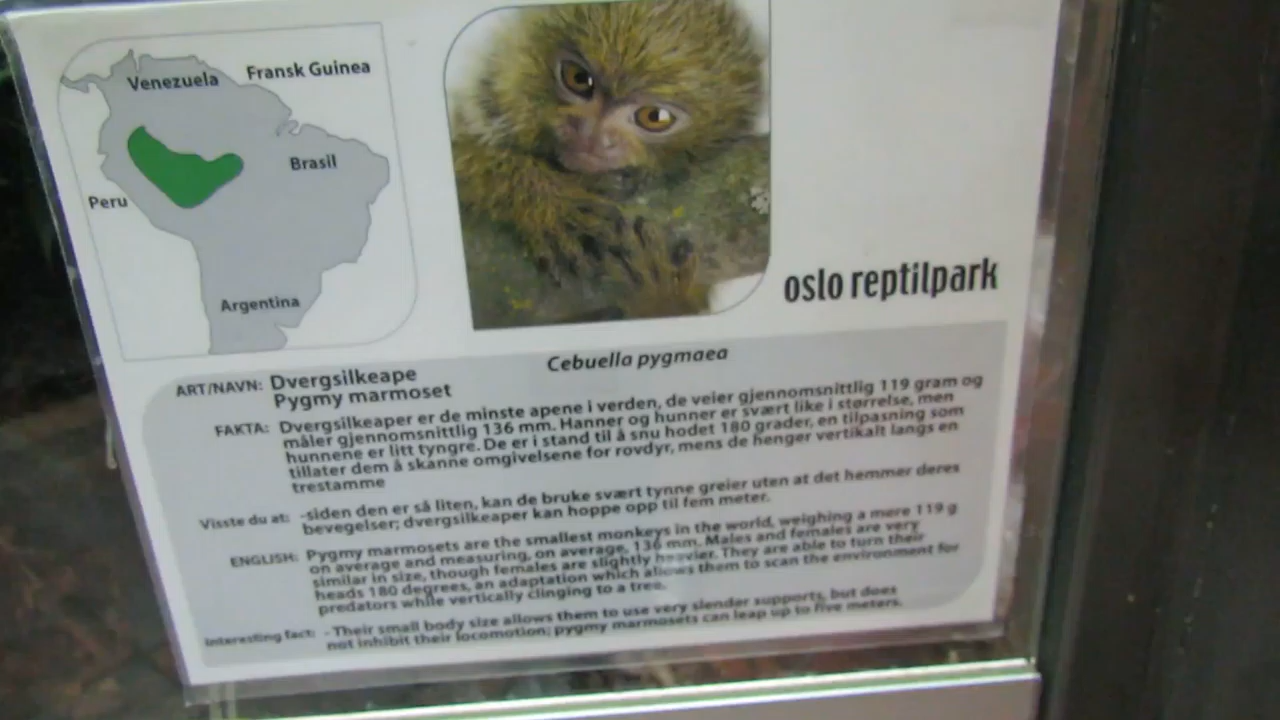 Venezuela
Fransk Guinea
Brasil
Peru
Argentina
oslo reptilpark
Cebuella pygmaea
ART/NAVN: Dvergsilkeape
Pygmy marmoset
FAKTA: Dvergsilkeaper er de minste apene i verden, de veier gjennomsnittlig 119 gram og
måler gjennomsnittlig 136 mm. Hanner og hunner er svært like i størrelse, men
hunnene er litt tyngre. De er i stand til å snu hodet 180 grader, en tilpasning som
tillater dem å skanne omgivelsene for rovdyr, mens de henger vertikalt langs en
trestamme
Visste du at: -siden den er så liten, kan de bruke svært tynne greier uten at det hemmer deres
bevegelser; dvergsilkeaper kan hoppe opp til fem meter.
ENGLISH: Pygmy marmosets are the smallest monkeys in the world, weighing a mere 119 g
on average and measuring, on average, 136 mm. Males and females are very
similar in size, though females are slightly heavier. They are able to turn their
heads 180 degrees, an adaptation which allows them to scan the environment for
predators while vertically clinging to a tree.
Interesting fact: - Their small body size allows them to use very slender supports, but does
not inhibit their locomotion; pygmy marmosets can leap up to five meters.